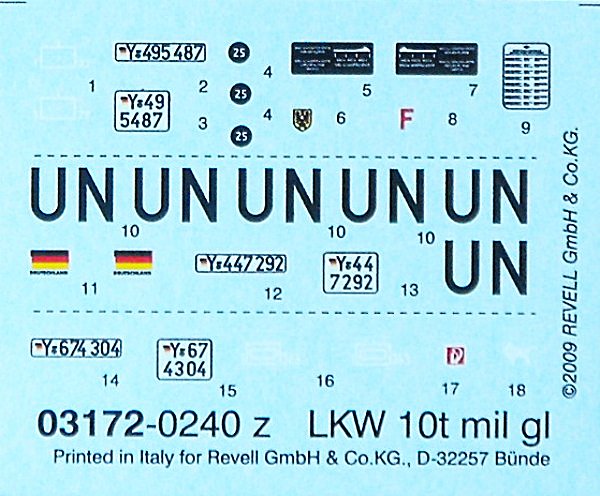 Y 495 487
25
4
1
2
5
7
Y 49
5487
25
3
4
6
F
8
9
25
UN UN UN UN UN
10
10
10
DEUTSCHLAND
DEUTSCHLAND
11
Y 447 292
12
Y 44
7292
13
UN
Y 674 304
14
Y 67
4304
15
16
17
18
©2009 REVELL GmbH & Co.KG.
03172-0240 z LKW 10t mil gl
Printed in Italy for Revell GmbH & Co.KG., D-32257 Bünde